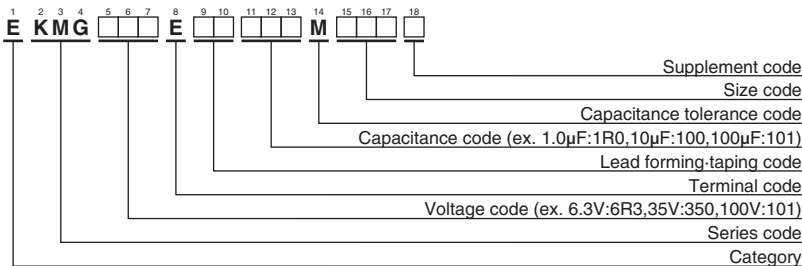 1 2 3 4 5 6 7 8 9 10 11 12 13 14 15 16 17 18
E KMG E M
Supplement code
Size code
Capacitance tolerance code
Capacitance code (ex. 1.0μF:1R0,10μF:100,100μF:101)
Lead forming·taping code
Terminal code
Voltage code (ex. 6.3V:6R3,35V:350,100V:101)
Series code
Category